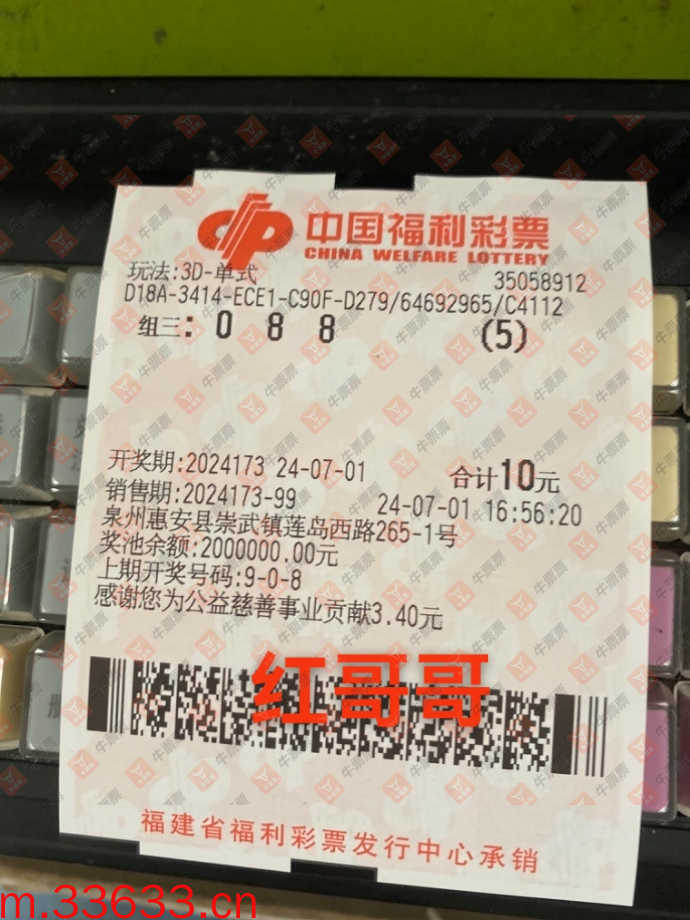 中国福利彩票
CHINA WELFARE LOTTERY
玩法:3D-单式 35058912
D18A-3414-ECE1-C90F-D279/64692965/C4112
组三: 0 8 8 (5)
开奖期:2024173 24-07-01 合计10元
销售期:2024173-99 24-07-01 16:56:20
泉州惠安县崇武镇莲岛西路265-1号
奖池余额:2000000.00元
上期开奖号码:9-0-8
感谢您为公益慈善事业贡献3.40元
红哥哥
福建省福利彩票发行中心承销
m.33633.cn
牛票票